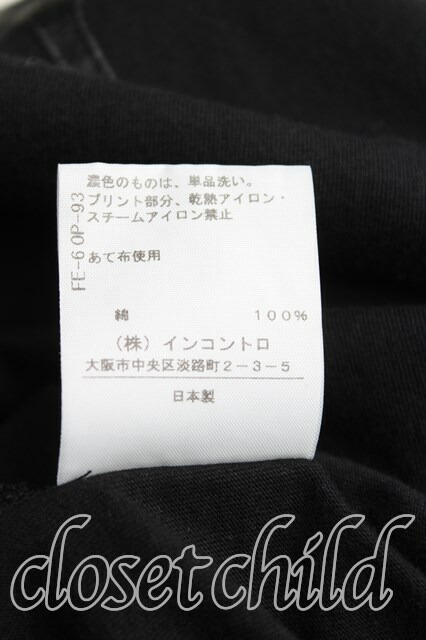 濃色のものは、単品洗い。
プリント部分、乾熱アイロン・
スチームアイロン禁止
あて布使用
FE-6 OP-93
綿 100%
(株)インコントロ
大阪市中央区淡路町2-3-5
日本製
closet child